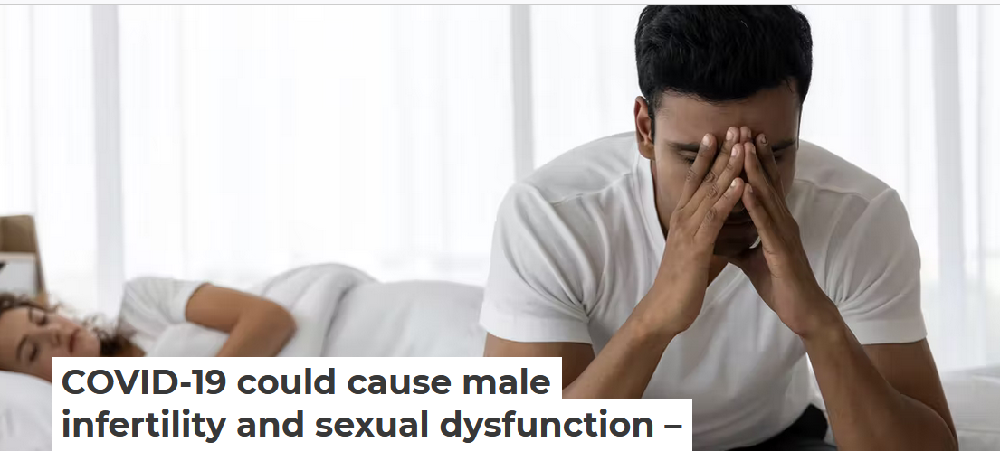 COVID-19 could cause male
infertility and sexual dysfunction –